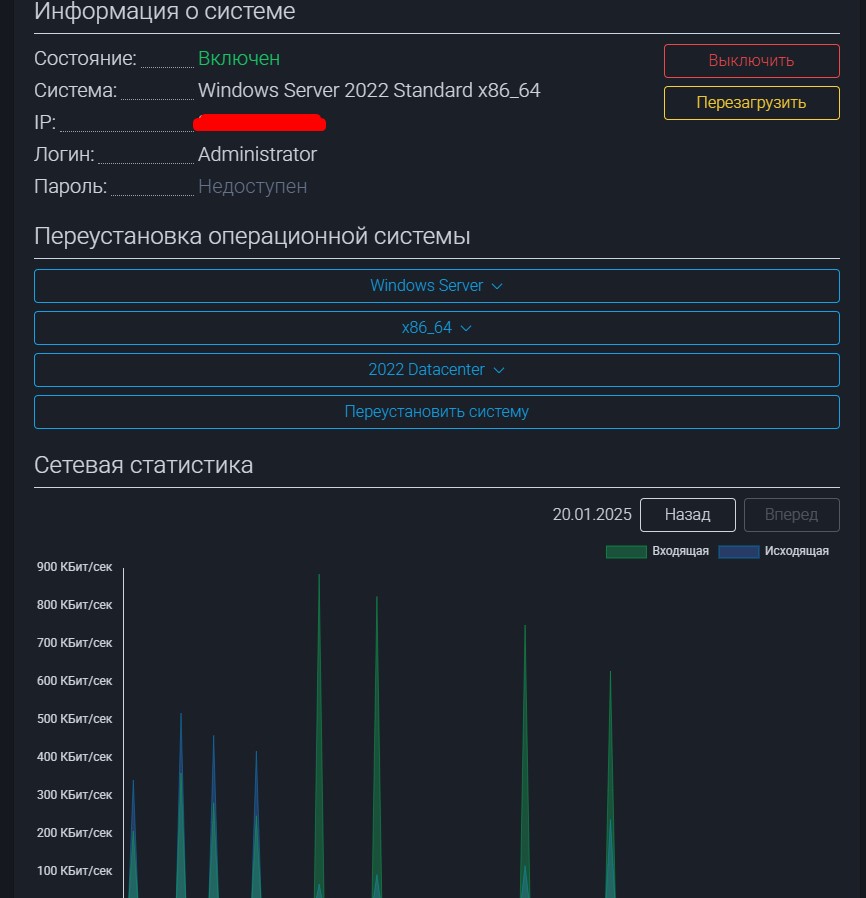 Информация о системе
Состояние: Включен
Выключить
Система: Windows Server 2022 Standard x86_64
Перезагрузить
IP:
Логин: Administrator
Пароль: Недоступен
Переустановка операционной системы
Windows Server
x86_64
2022 Datacenter
Переустановить систему
Сетевая статистика
20.01.2025 Назад Вперед
Входящая Исходящая
900 КБит/сек
800 КБит/сек
700 КБит/сек
600 КБит/сек
500 КБит/сек
400 КБит/сек
300 КБит/сек
200 КБит/сек
100 КБит/сек